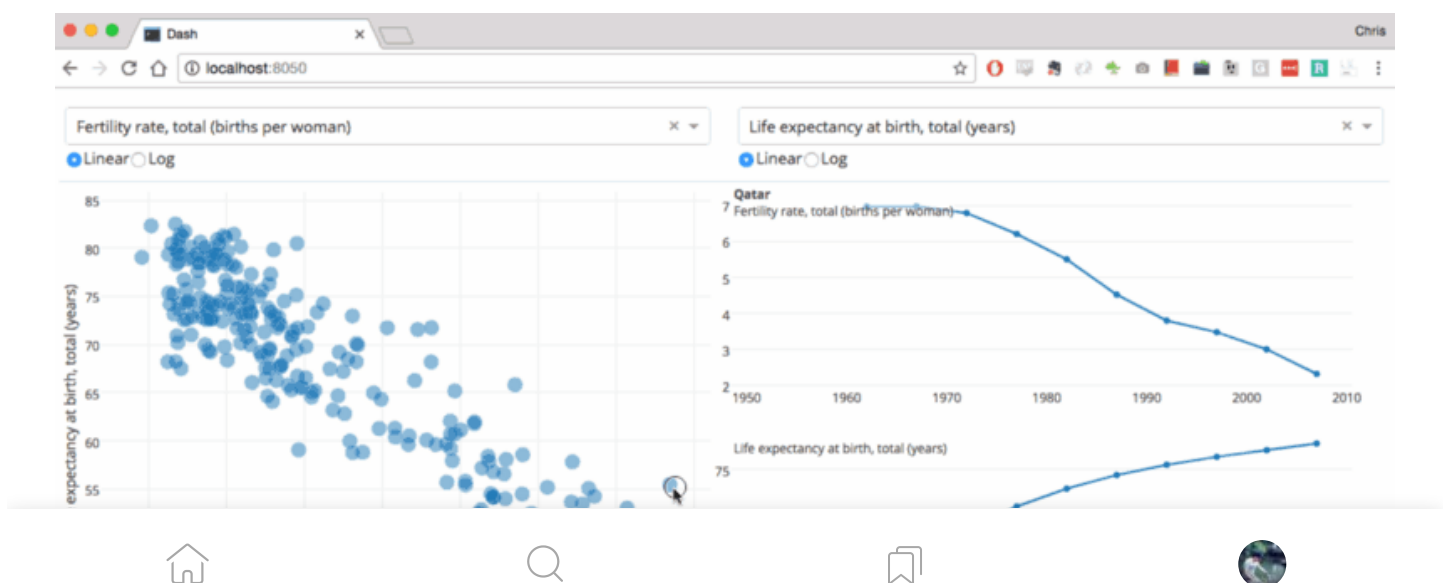 Dash
Chris
localhost:8050
Fertility rate, total (births per woman)
Life expectancy at birth, total (years)
Linear Log
Linear Log
85
80
75
70
65
60
55
expectancy at birth, total (years)
Qatar
Fertility rate, total (births per woman)
7
6
5
4
3
2
1950 1960 1970 1980 1990 2000 2010
Life expectancy at birth, total (years)
75